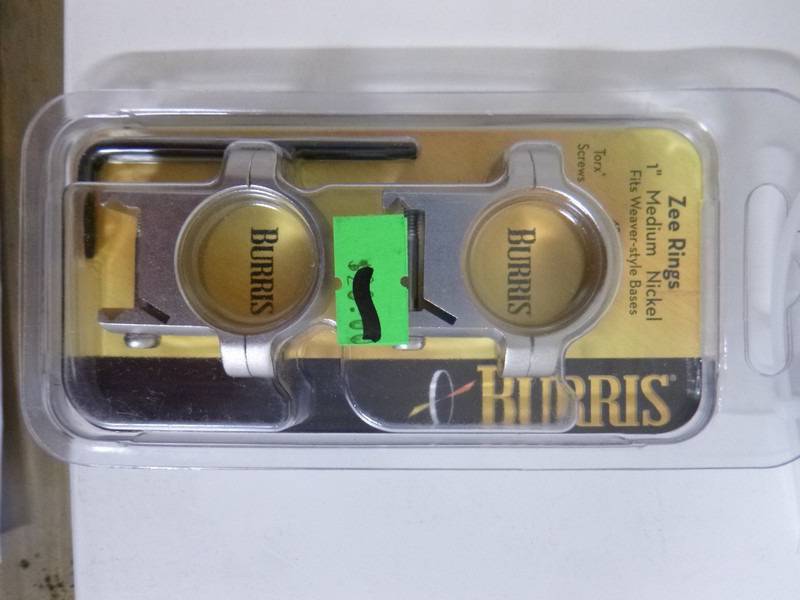 Zee Rings
1" Medium Nickel
Fits Weaver-style Bases
Torx®
Screws
BURRIS
BURRIS
BURRIS®